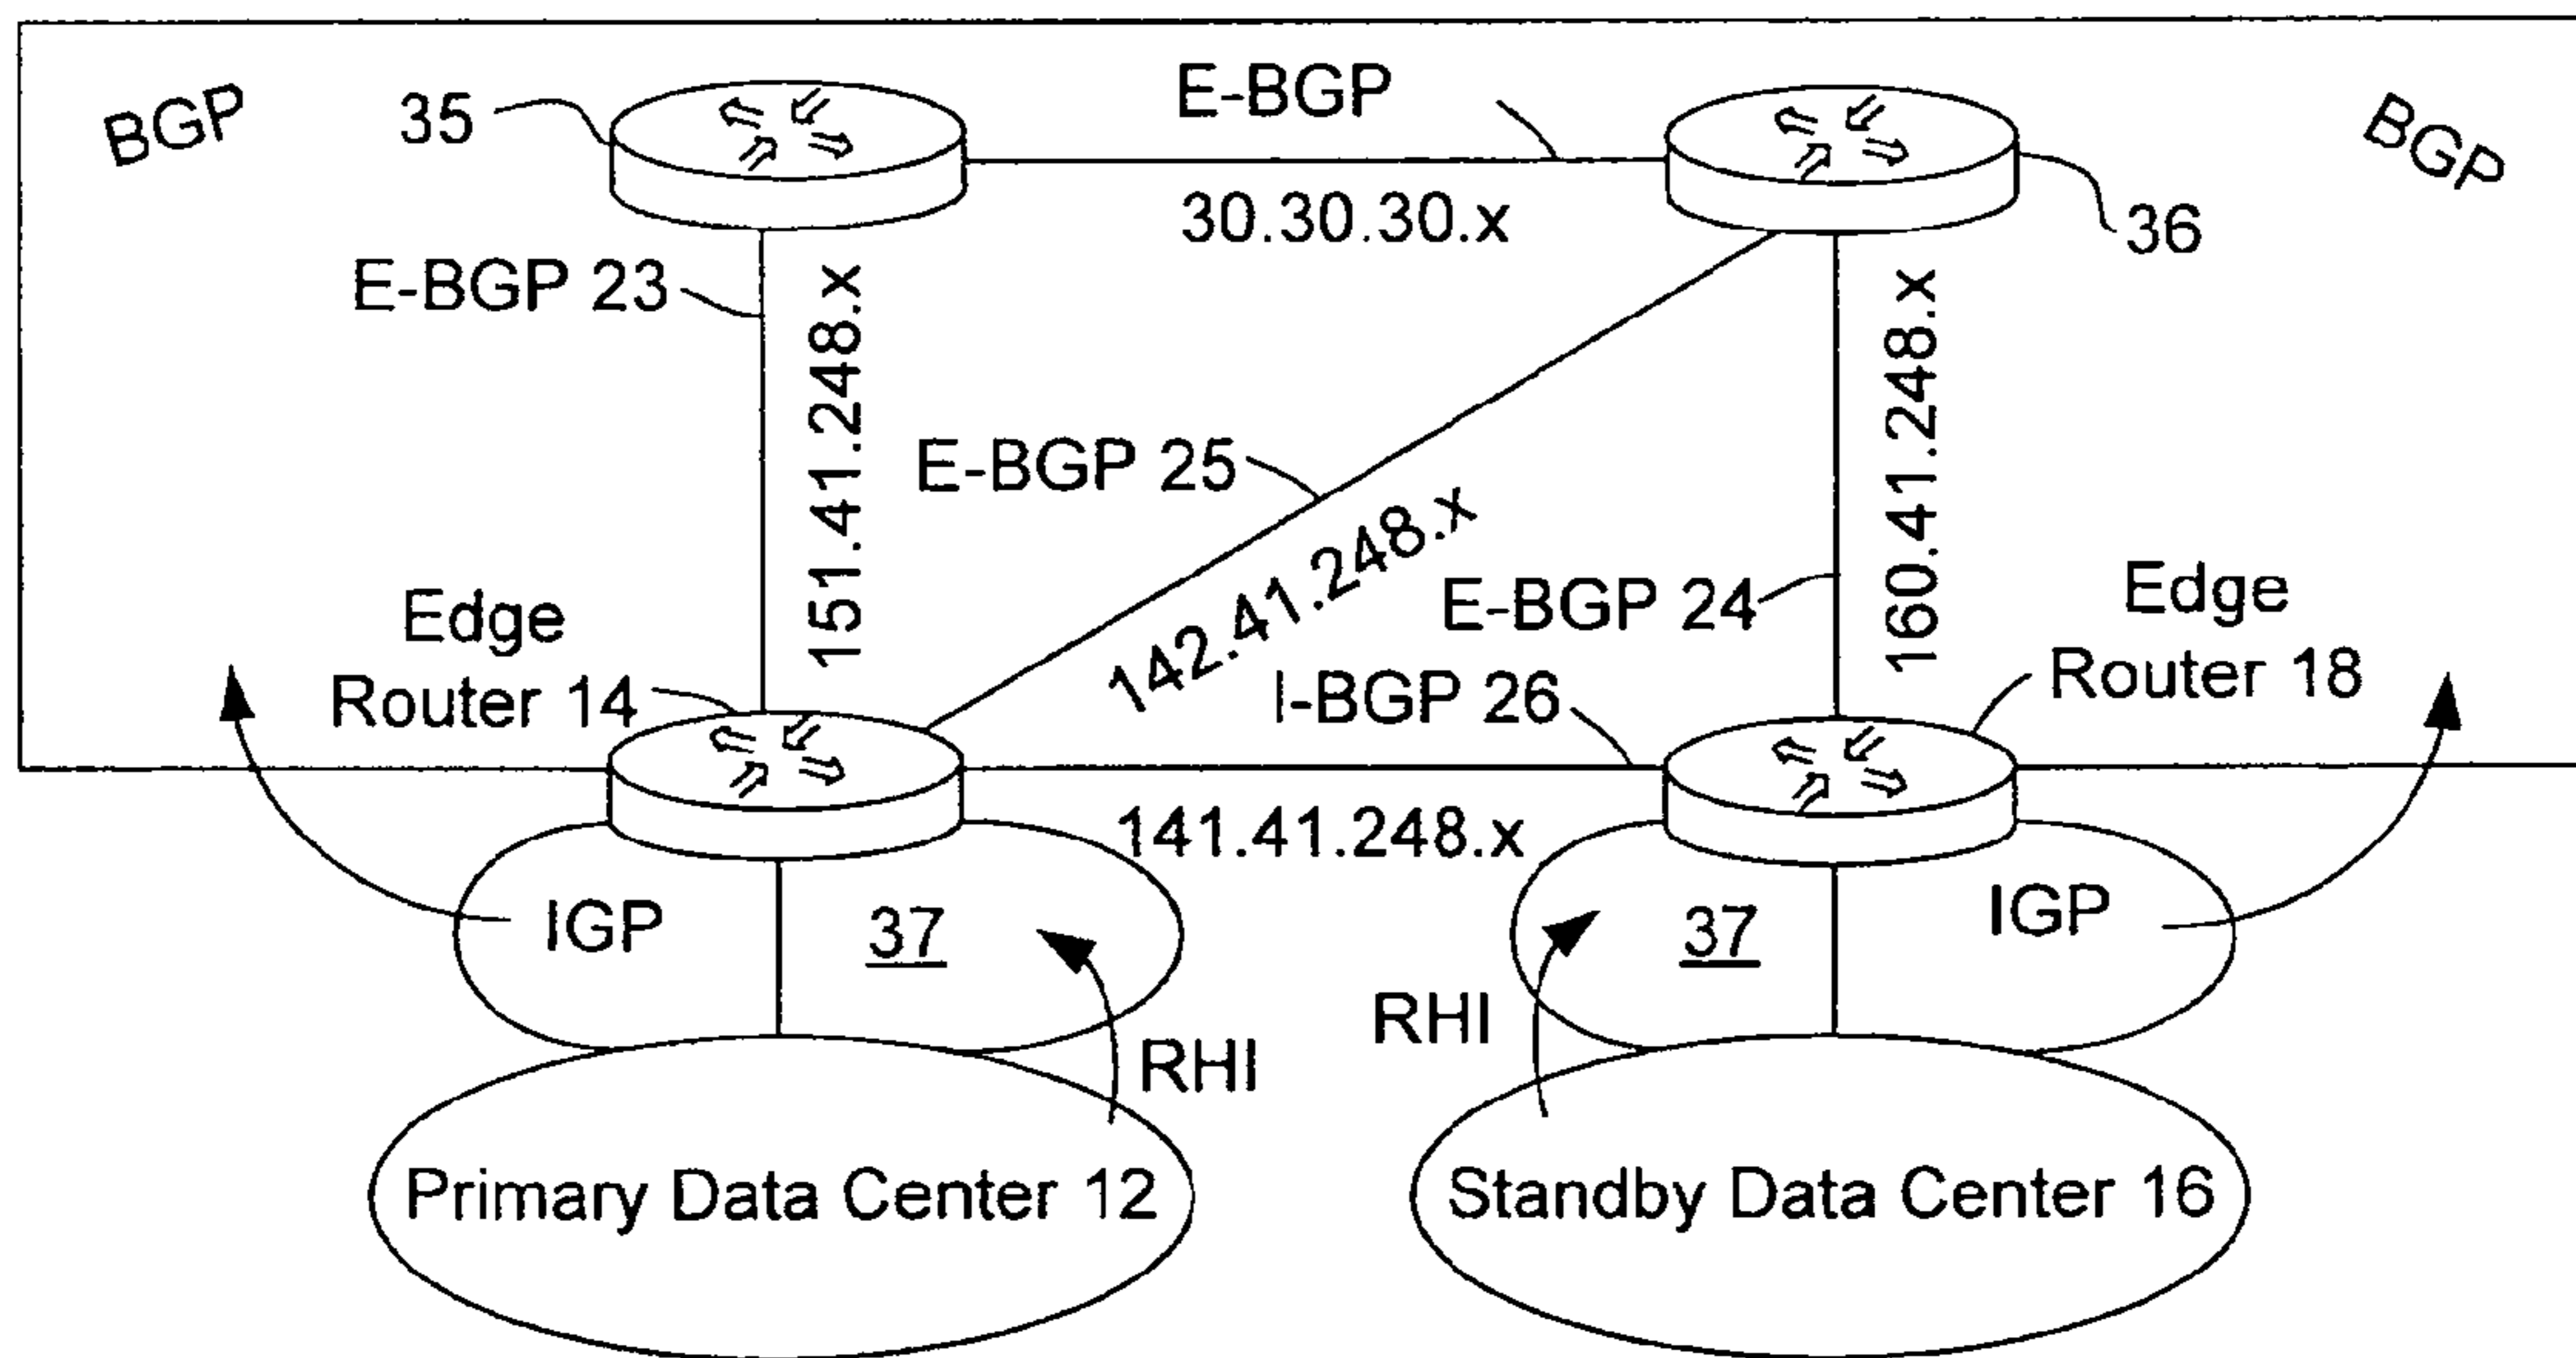 BGP
35
E-BGP
BGP
30.30.30.x
36
E-BGP 23
151.41.248.x
E-BGP 25
142.41.248.x
E-BGP 24
160.41.248.x
Edge
Router 14
Edge
Router 18
I-BGP 26
141.41.248.x
IGP
37
RHI
37
IGP
RHI
Primary Data Center 12
Standby Data Center 16